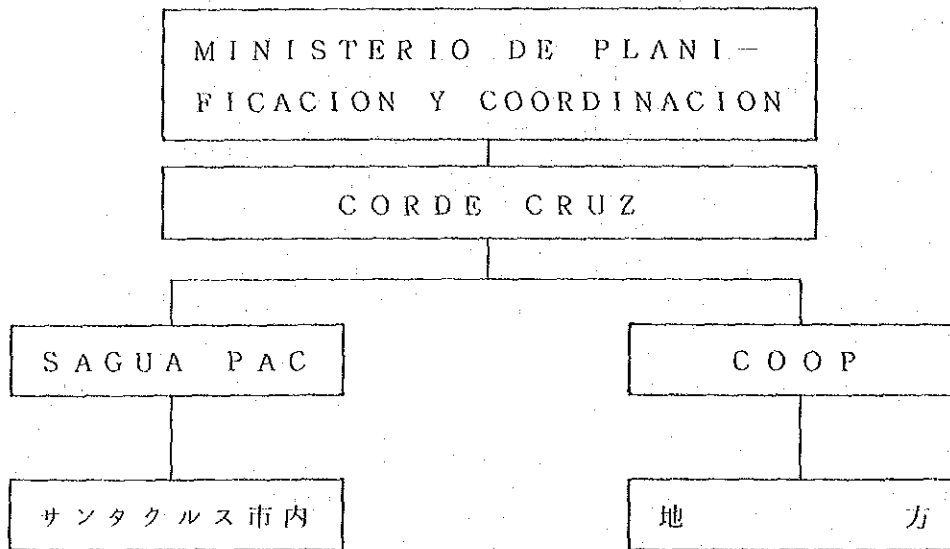 MINISTERIO DE PLANI-
FICACION Y COORDINACION
CORDE CRUZ
SAGUA PAC
COOP
サンタクルス市内
地方